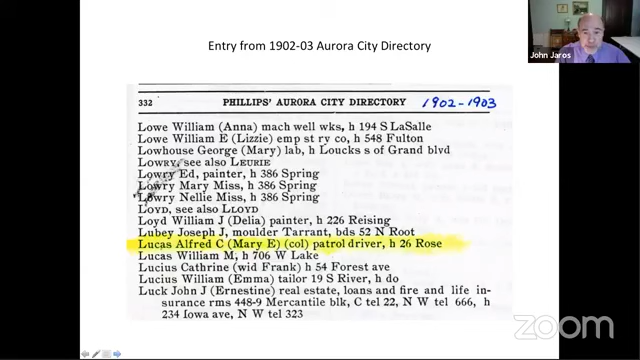 Entry from 1902-03 Aurora City Directory
John Jaros
332 PHILLIPS' AURORA CITY DIRECTORY 1902-1903
Lowe William (Anna) mach well wks, h 194 S LaSalle
Lowe William E (Lizzie) emp st ry co, h 548 Fulton
Lowhouse George (Mary) lab, h Loucks s of Grand blvd
LOWRY, see also LEURIE
Lowry Ed, painter, h 386 Spring
Lowry Mary Miss, h 386 Spring
Lowry Nellie Miss, h 386 Spring
LOYD, see also LLOYD
Loyd William J (Delia) painter, h 226 Reising
Lubey Joseph J, moulder Tarrant, bds 52 N Root
Lucas Alfred C (Mary E) (col) patrol driver, h 26 Rose
Lucas William M, h 706 W Lake
Lucius Cathrine (wid Frank) h 54 Forest ave
Lucius William (Emma) tailor 19 S River, h do
Luck John J (Ernestine) real estate, loans and fire and life in-
surance rms 448-9 Mercantile blk, C tel 22, N W tel 666, h
234 Iowa ave, N W tel 323
zoom